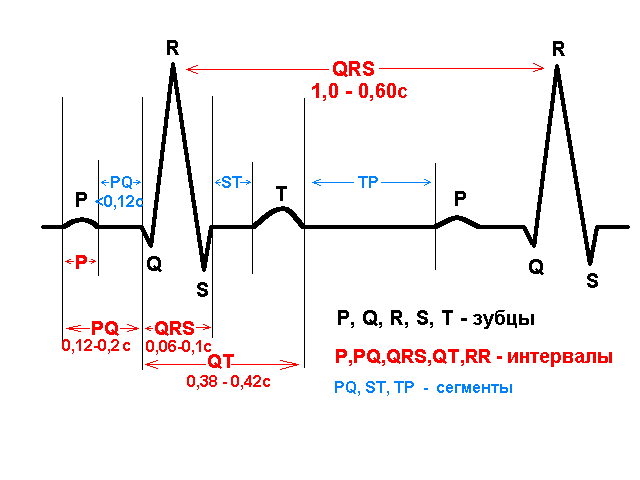 R
R
QRS
1,0 - 0,60с
PQ
ST
T
TP
P
<0,12с
P
P
Q
S
Q
S
PQ
QRS
0,12-0,2 с
0,06-0,1с
QT
0,38 - 0,42с
P, Q, R, S, T - зубцы
P,PQ,QRS,QT,RR - интервалы
PQ, ST, TP - сегменты